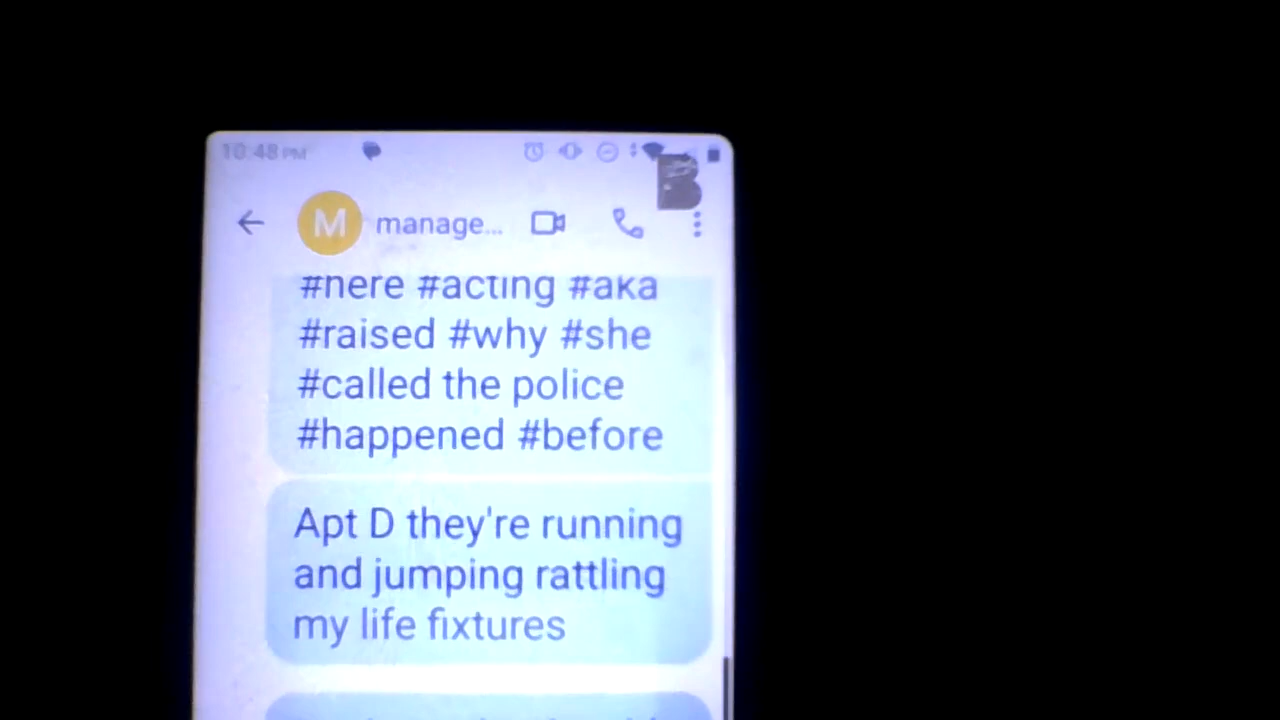 10:48 PM
M manage...
#nere #acting #aka
#raised #why #she
#called the police
#happened #before
Apt D they're running
and jumping rattling
my life fixtures